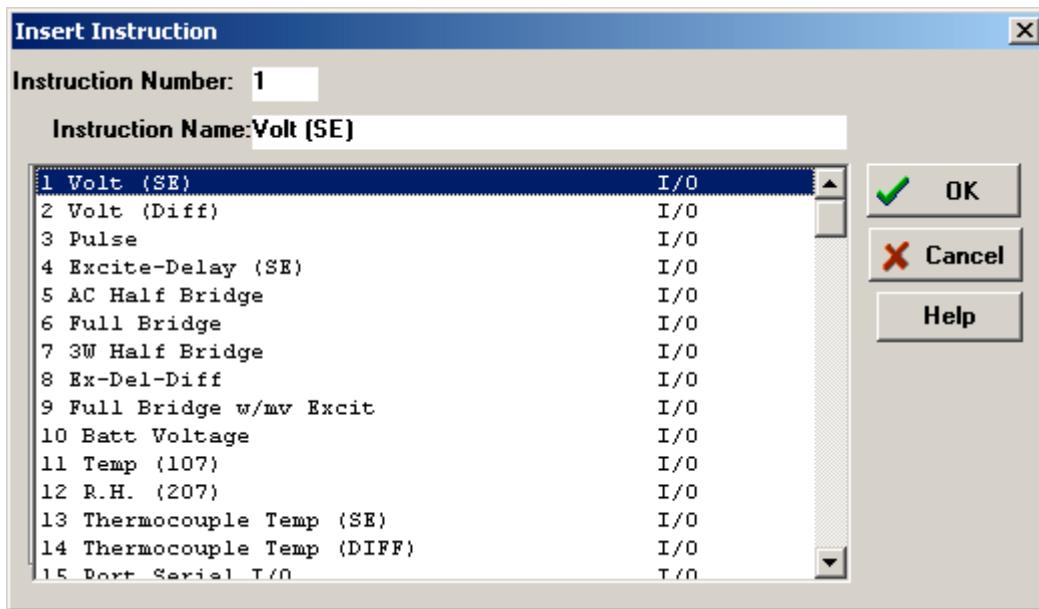 Insert Instruction
Instruction Number: 1
Instruction Name: Volt (SE)
1 Volt (SE) I/O
2 Volt (Diff) I/O
3 Pulse I/O
4 Excite-Delay (SE) I/O
5 AC Half Bridge I/O
6 Full Bridge I/O
7 3W Half Bridge I/O
8 Ex-Del-Diff I/O
9 Full Bridge w/mv Excit I/O
10 Batt Voltage I/O
11 Temp (107) I/O
12 R.H. (207) I/O
13 Thermocouple Temp (SE) I/O
14 Thermocouple Temp (DIFF) I/O
15 Port Serial I/O I/O
OK
Cancel
Help